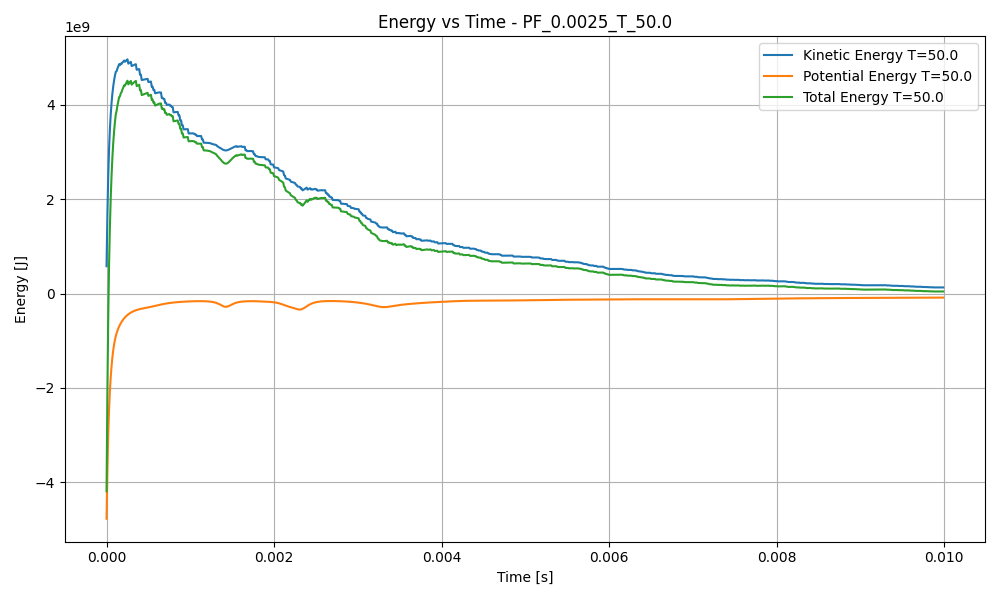 Energy vs Time - PF_0.0025_T_50.0
1e9
Kinetic Energy T=50.0
Potential Energy T=50.0
Total Energy T=50.0
4
2
0
−2
−4
Energy [J]
0.000 0.002 0.004 0.006 0.008 0.010
Time [s]